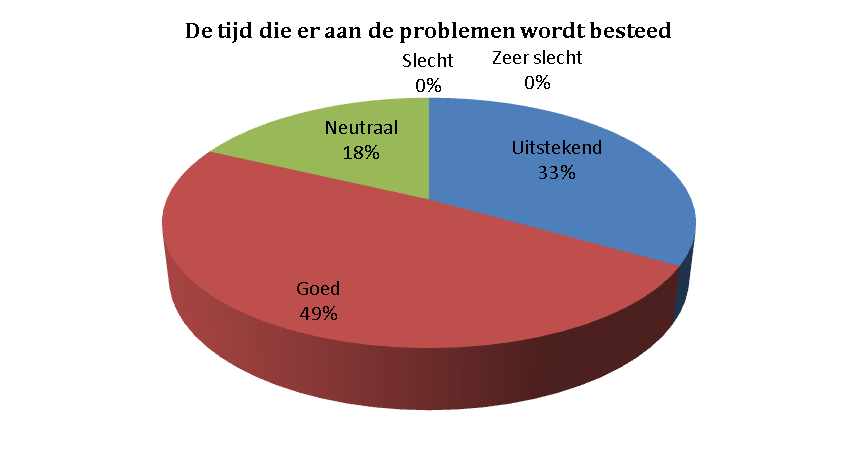 De tijd die er aan de problemen wordt besteed
Slecht
0%
Zeer slecht
0%
Neutraal
18%
Uitstekend
33%
Goed
49%